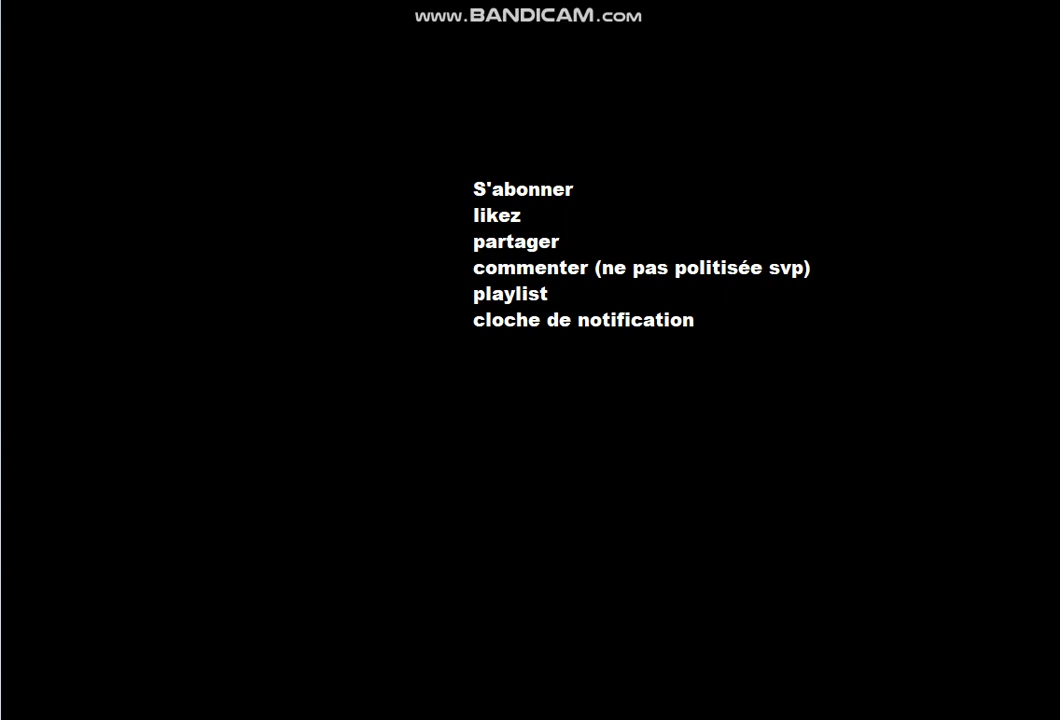 www.BANDICAM.COM
S'abonner
likez
partager
commenter (ne pas politisée svp)
playlist
cloche de notification